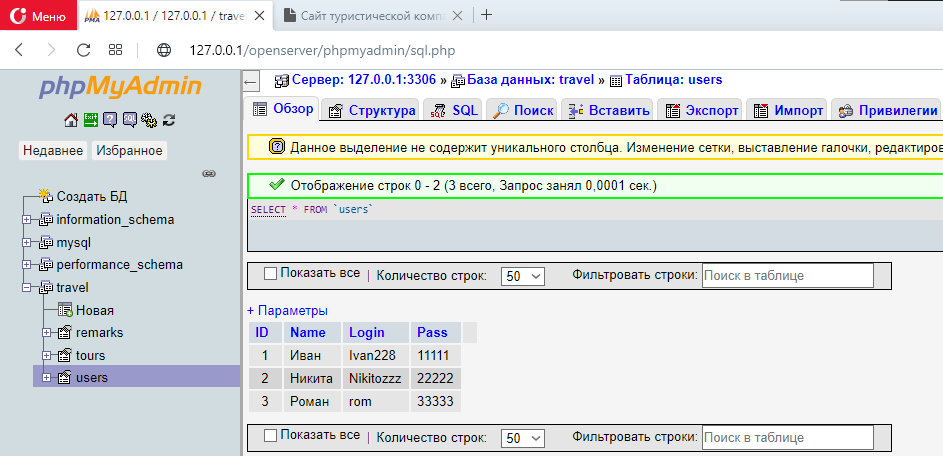 Меню
127.0.0.1 / 127.0.0.1 / trave
Сайт туристической комп
127.0.0.1/openserver/phpmyadmin/sql.php
phpMyAdmin
Недавнее Избранное
Создать БД
information_schema
mysql
performance_schema
travel
Новая
remarks
tours
users
Сервер: 127.0.0.1:3306 » База данных: travel » Таблица: users
Обзор Структура SQL Поиск Вставить Экспорт Импорт Привилегии
Данное выделение не содержит уникального столбца. Изменение сетки, выставление галочки, редактиров
Отображение строк 0 - 2 (3 всего, Запрос занял 0,0001 сек.)
SELECT * FROM `users`
Показать все | Количество строк: 50 Фильтровать строки: Поиск в таблице
+ Параметры
ID Name Login Pass
1 Иван Ivan228 11111
2 Никита Nikitozzz 22222
3 Роман rom 33333
Показать все | Количество строк: 50 Фильтровать строки: Поиск в таблице